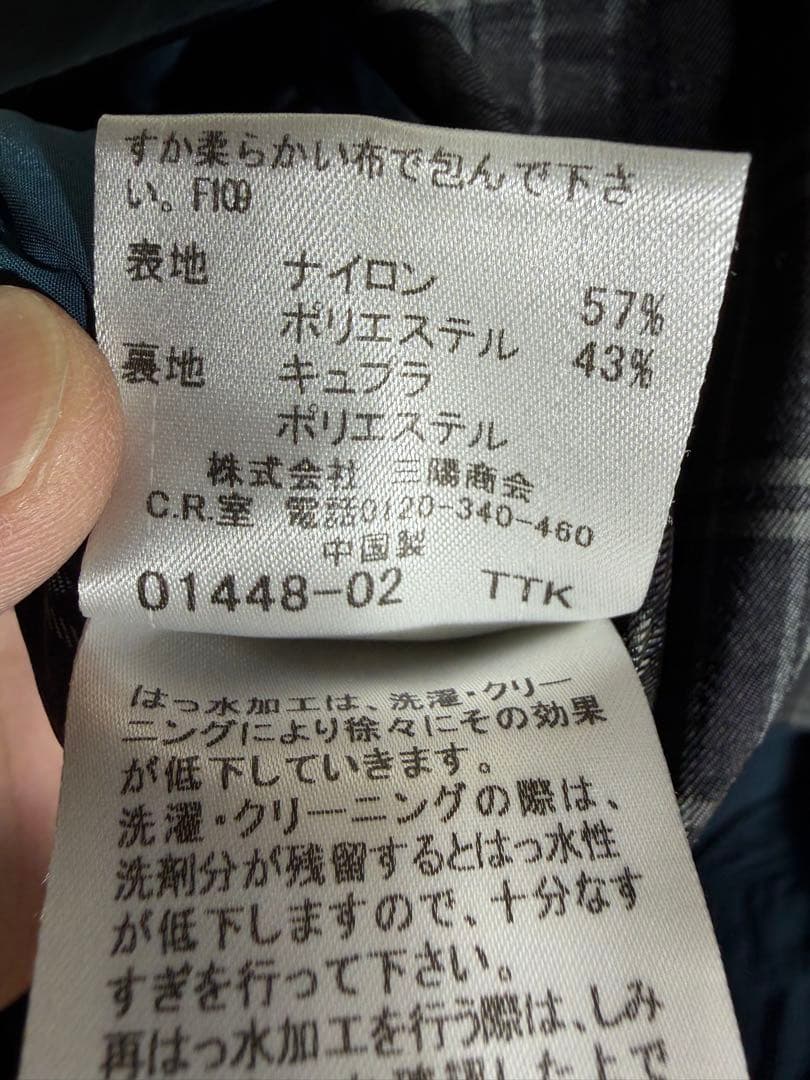 すか柔らかい布で包んで下さ
い。F109
表地 ナイロン 57%
ポリエステル 43%
裏地 キュプラ
ポリエステル
株式会社 三陽商会
C.R.室 電話0120-340-460
中国製
01448-02 TTK
はっ水加工は、洗濯・クリー
ニングにより徐々にその効果
が低下していきます。
洗濯・クリーニングの際は、
洗剤分が残留するとはっ水性
が低下しますので、十分なす
すぎを行って下さい。
再はっ水加工を行う際は、しみ
確認した上で